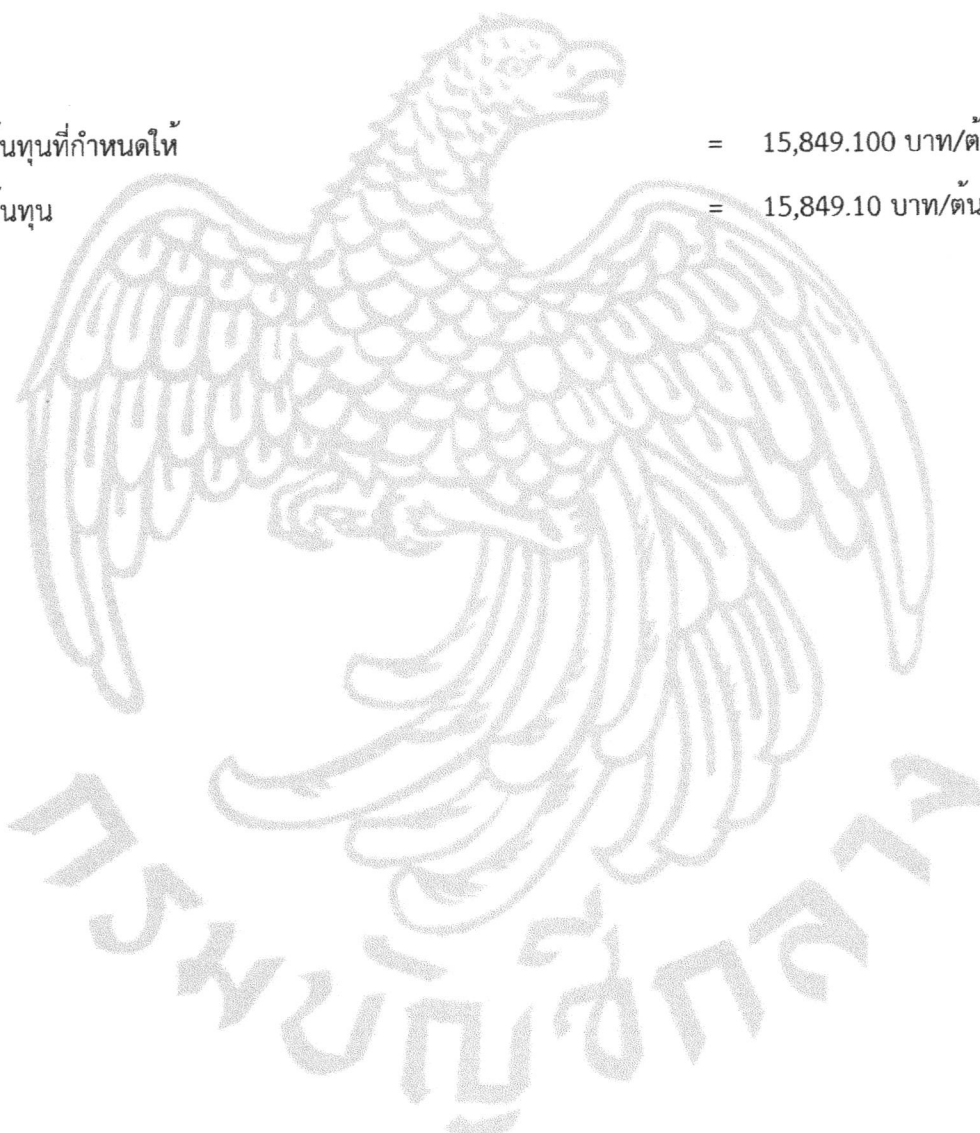 ้นทุนที่กำหนดให้ = 15,849.100 บาท/ต้
้นทุน = 15,849.10 บาท/ต้น
กรมบัญชีกลาง